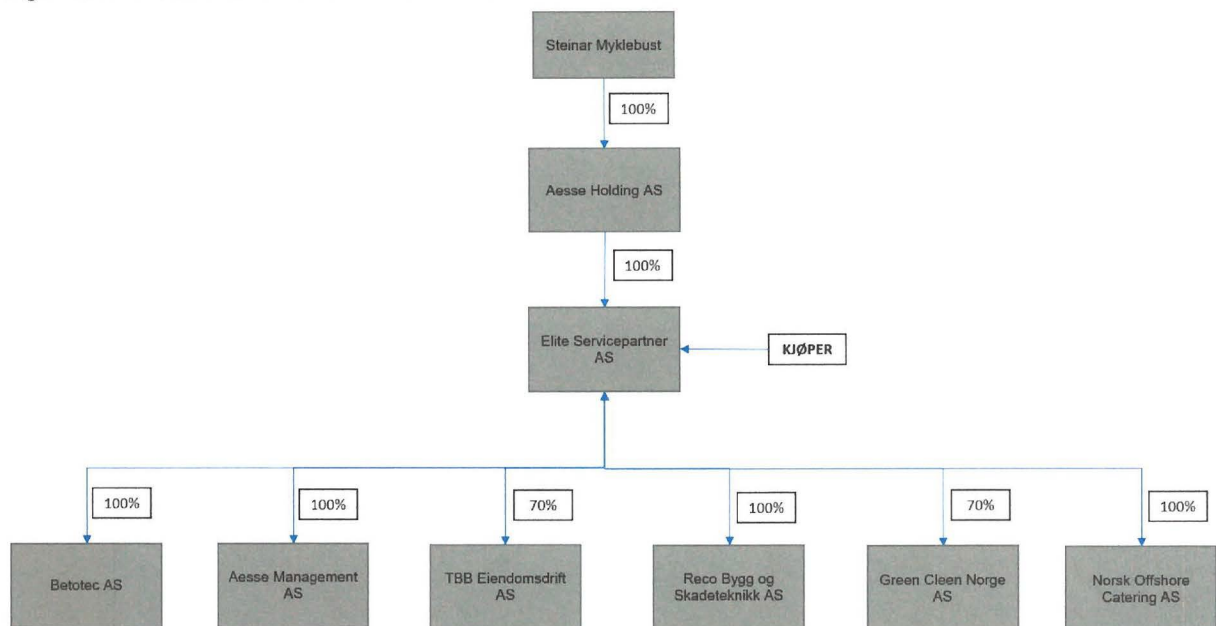 Steinar Myklebust
100%
Aesse Holding AS
100%
Elite Servicepartner
AS
KJØPER
100%
100%
70%
100%
70%
100%
Betotec AS
Aesse Management
AS
TBB Eiendomsdrift
AS
Reco Bygg og
Skadeteknikk AS
Green Cleen Norge
AS
Norsk Offshore
Catering AS